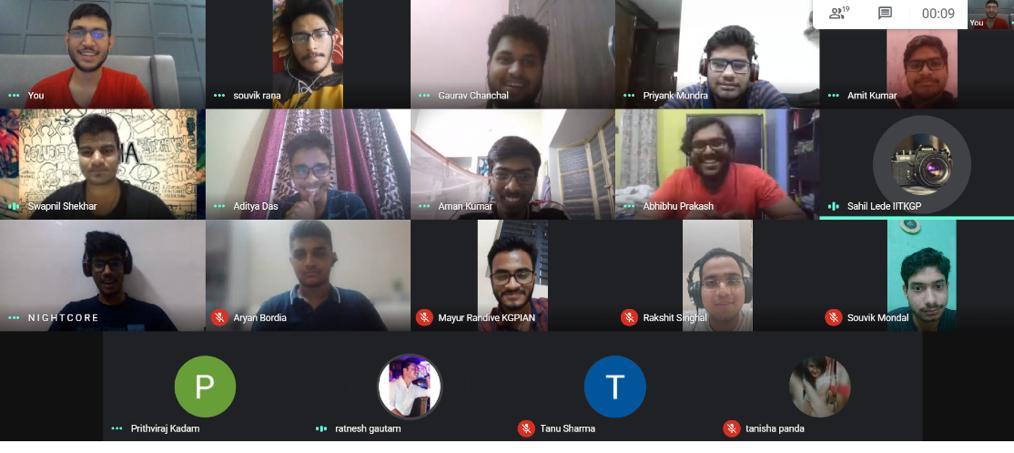 19
00:09
You
You
souvik rana
Gaurav Chanchal
Priyank Mundra
Amit Kumar
Swapnil Shekhar
Aditya Das
Aman Kumar
Abhibhu Prakash
Sahil Lede IITKGP
NIGHTCORE
Aryan Bordia
Mayur Randive KGPIAN
Rakshit Singhal
Souvik Mondal
P
T
Prithviraj Kadam
ratnesh gautam
Tanu Sharma
tanisha panda